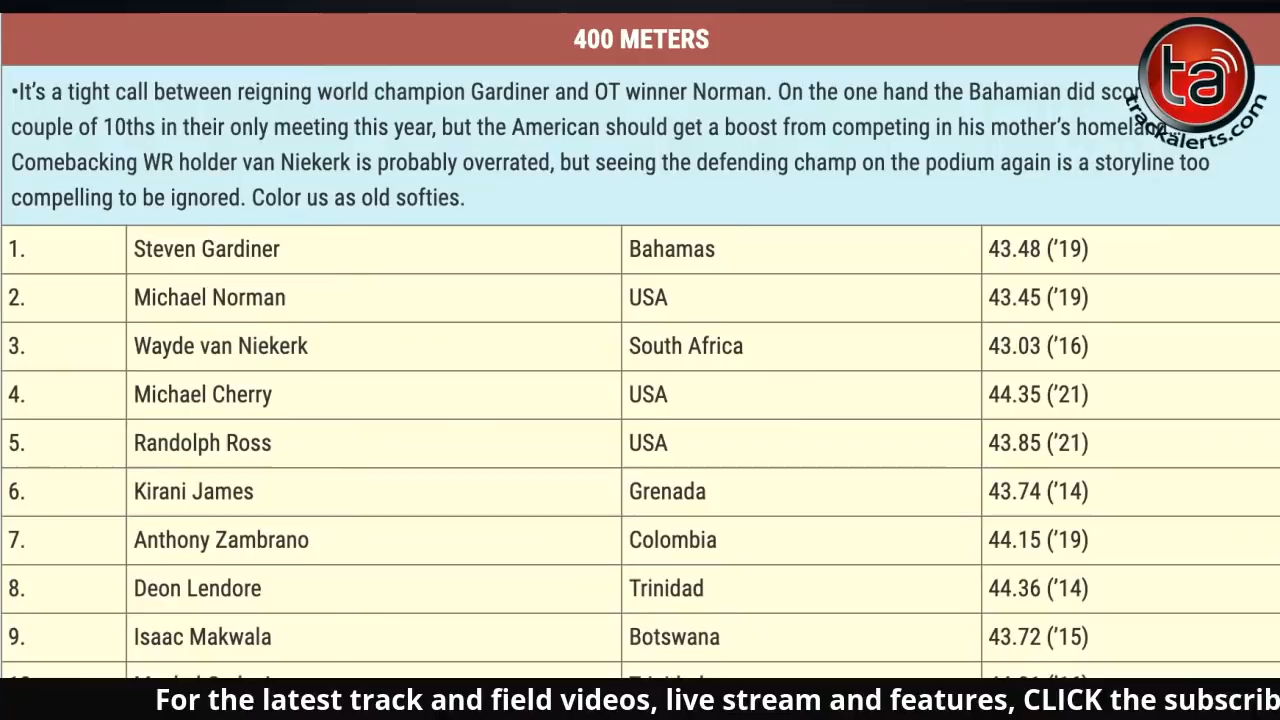 400 METERS
ta
trackalerts.com
•It’s a tight call between reigning world champion Gardiner and OT winner Norman. On the one hand the Bahamian did
couple of 10ths in their only meeting this year, but the American should get a boost from competing in his mother’s
Comebacking WR holder van Niekerk is probably overrated, but seeing the defending champ on the podium again is a storyline too
compelling to be ignored. Color us as old softies.
1. Steven Gardiner Bahamas 43.48 (’19)
2. Michael Norman USA 43.45 (’19)
3. Wayde van Niekerk South Africa 43.03 (’16)
4. Michael Cherry USA 44.35 (’21)
5. Randolph Ross USA 43.85 (’21)
6. Kirani James Grenada 43.74 (’14)
7. Anthony Zambrano Colombia 44.15 (’19)
8. Deon Lendore Trinidad 44.36 (’14)
9. Isaac Makwala Botswana 43.72 (’15)
For the latest track and field videos, live stream and features, CLICK the subscrib